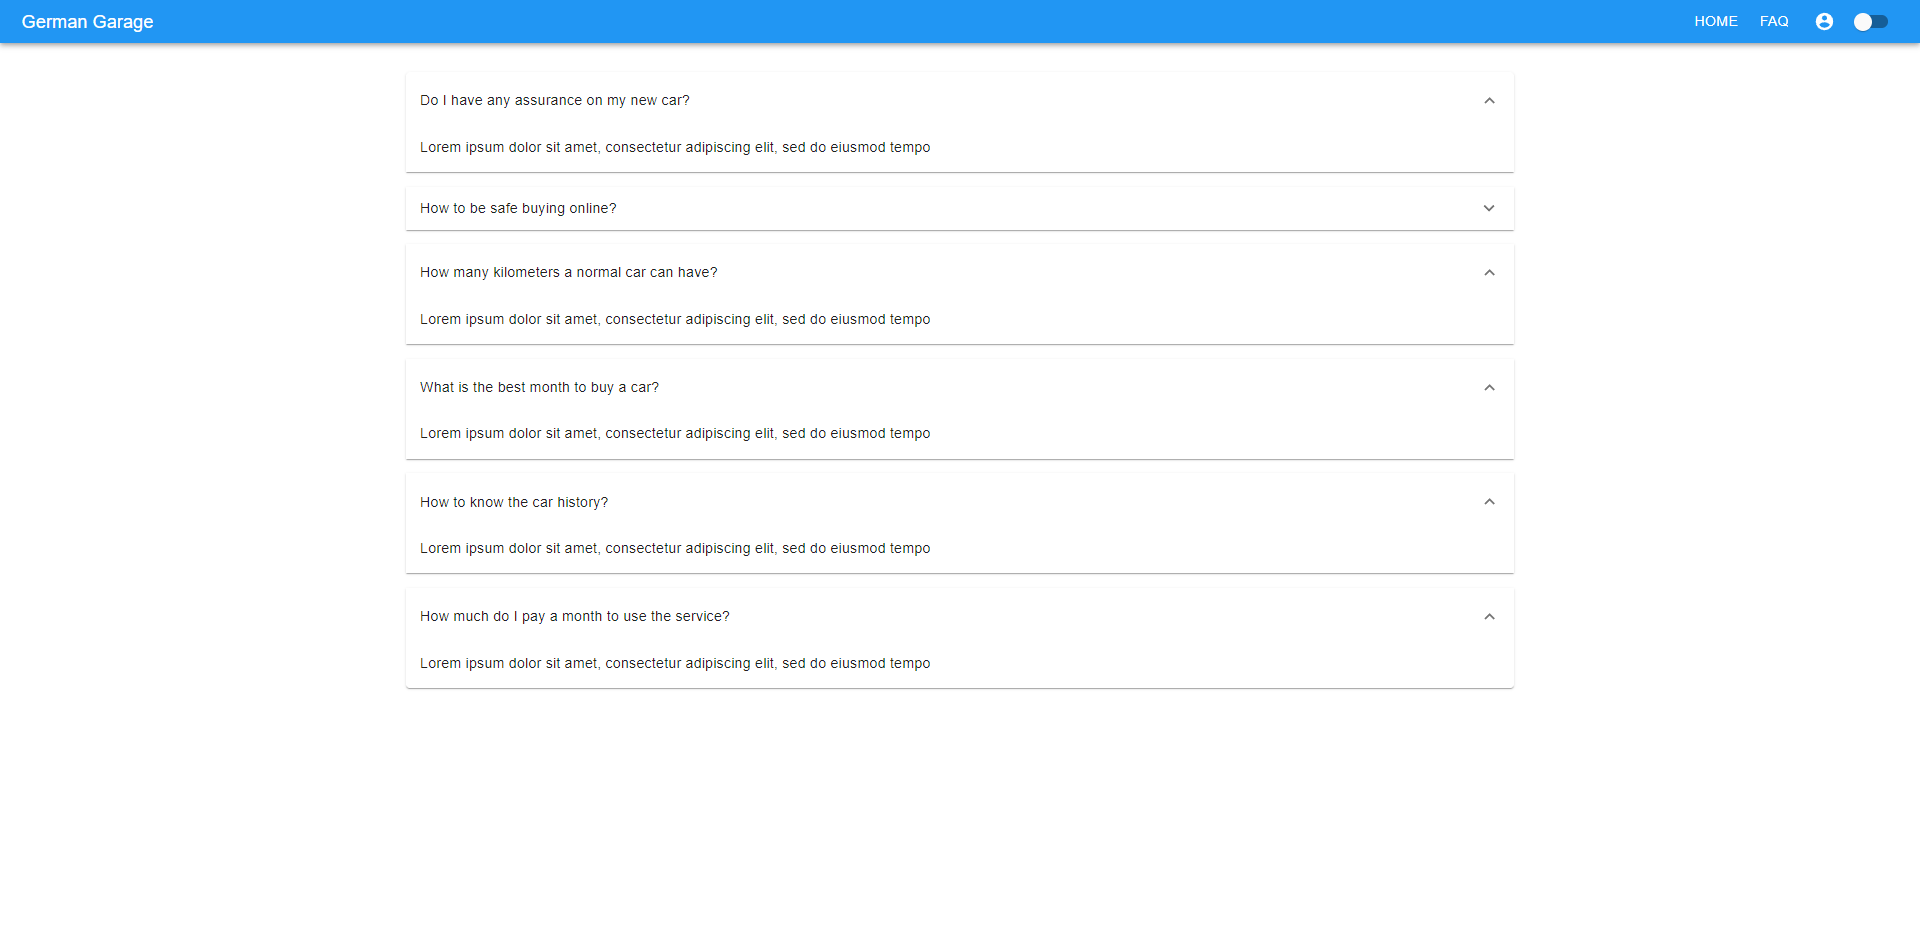 German Garage
HOME FAQ
Do I have any assurance on my new car?
Lorem ipsum dolor sit amet, consectetur adipiscing elit, sed do eiusmod tempo
How to be safe buying online?
How many kilometers a normal car can have?
Lorem ipsum dolor sit amet, consectetur adipiscing elit, sed do eiusmod tempo
What is the best month to buy a car?
Lorem ipsum dolor sit amet, consectetur adipiscing elit, sed do eiusmod tempo
How to know the car history?
Lorem ipsum dolor sit amet, consectetur adipiscing elit, sed do eiusmod tempo
How much do I pay a month to use the service?
Lorem ipsum dolor sit amet, consectetur adipiscing elit, sed do eiusmod tempo